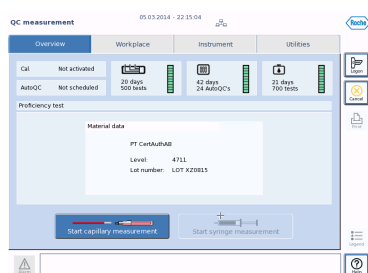 QC measurement
05.03.2014 - 22:15:04
Roche
Overview
Workplace
Instrument
Utilities
Cal. Not activated
AutoQC Not scheduled
20 days
500 tests
42 days
24 AutoQC's
21 days
700 tests
Logon
Cancel
Print
Proficiency test
Material data
PT CertAuthAB
Level: 4711
Lot number: LOT XZ0815
Start capillary measurement
Start syringe measurement
Legend
Help